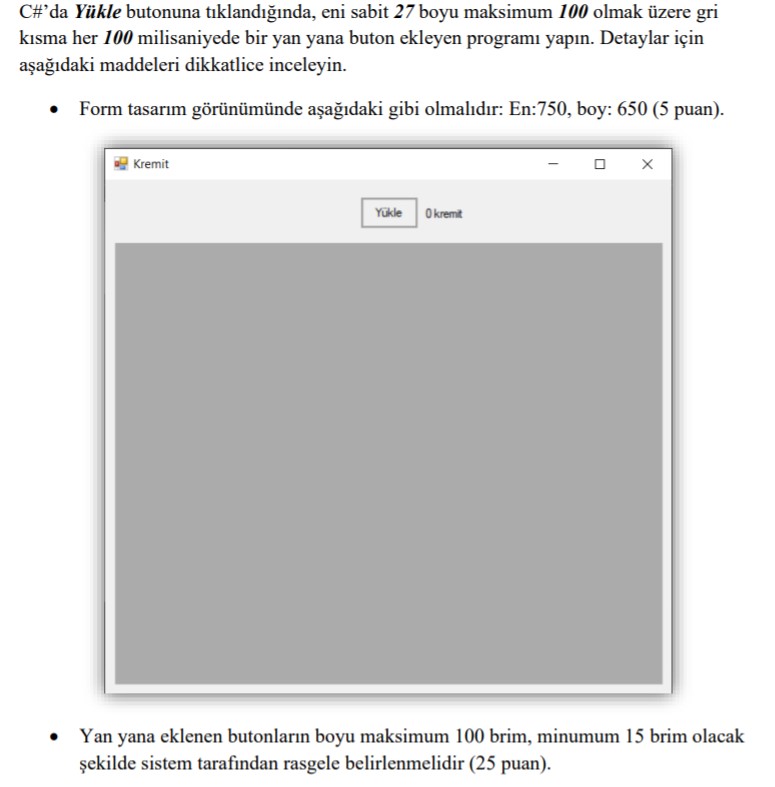 C#’da Yükle butonuna tıklandığında, eni sabit 27 boyu maksimum 100 olmak üzere gri
kısma her 100 milisaniyede bir yan yana buton ekleyen programı yapın. Detaylar için
aşağıdaki maddeleri dikkatlice inceleyin.
• Form tasarım görünümünde aşağıdaki gibi olmalıdır: En:750, boy: 650 (5 puan).
Kremit
Yükle 0 kremit
• Yan yana eklenen butonların boyu maksimum 100 brim, minumum 15 brim olacak
şekilde sistem tarafından rasgele belirlenmelidir (25 puan).